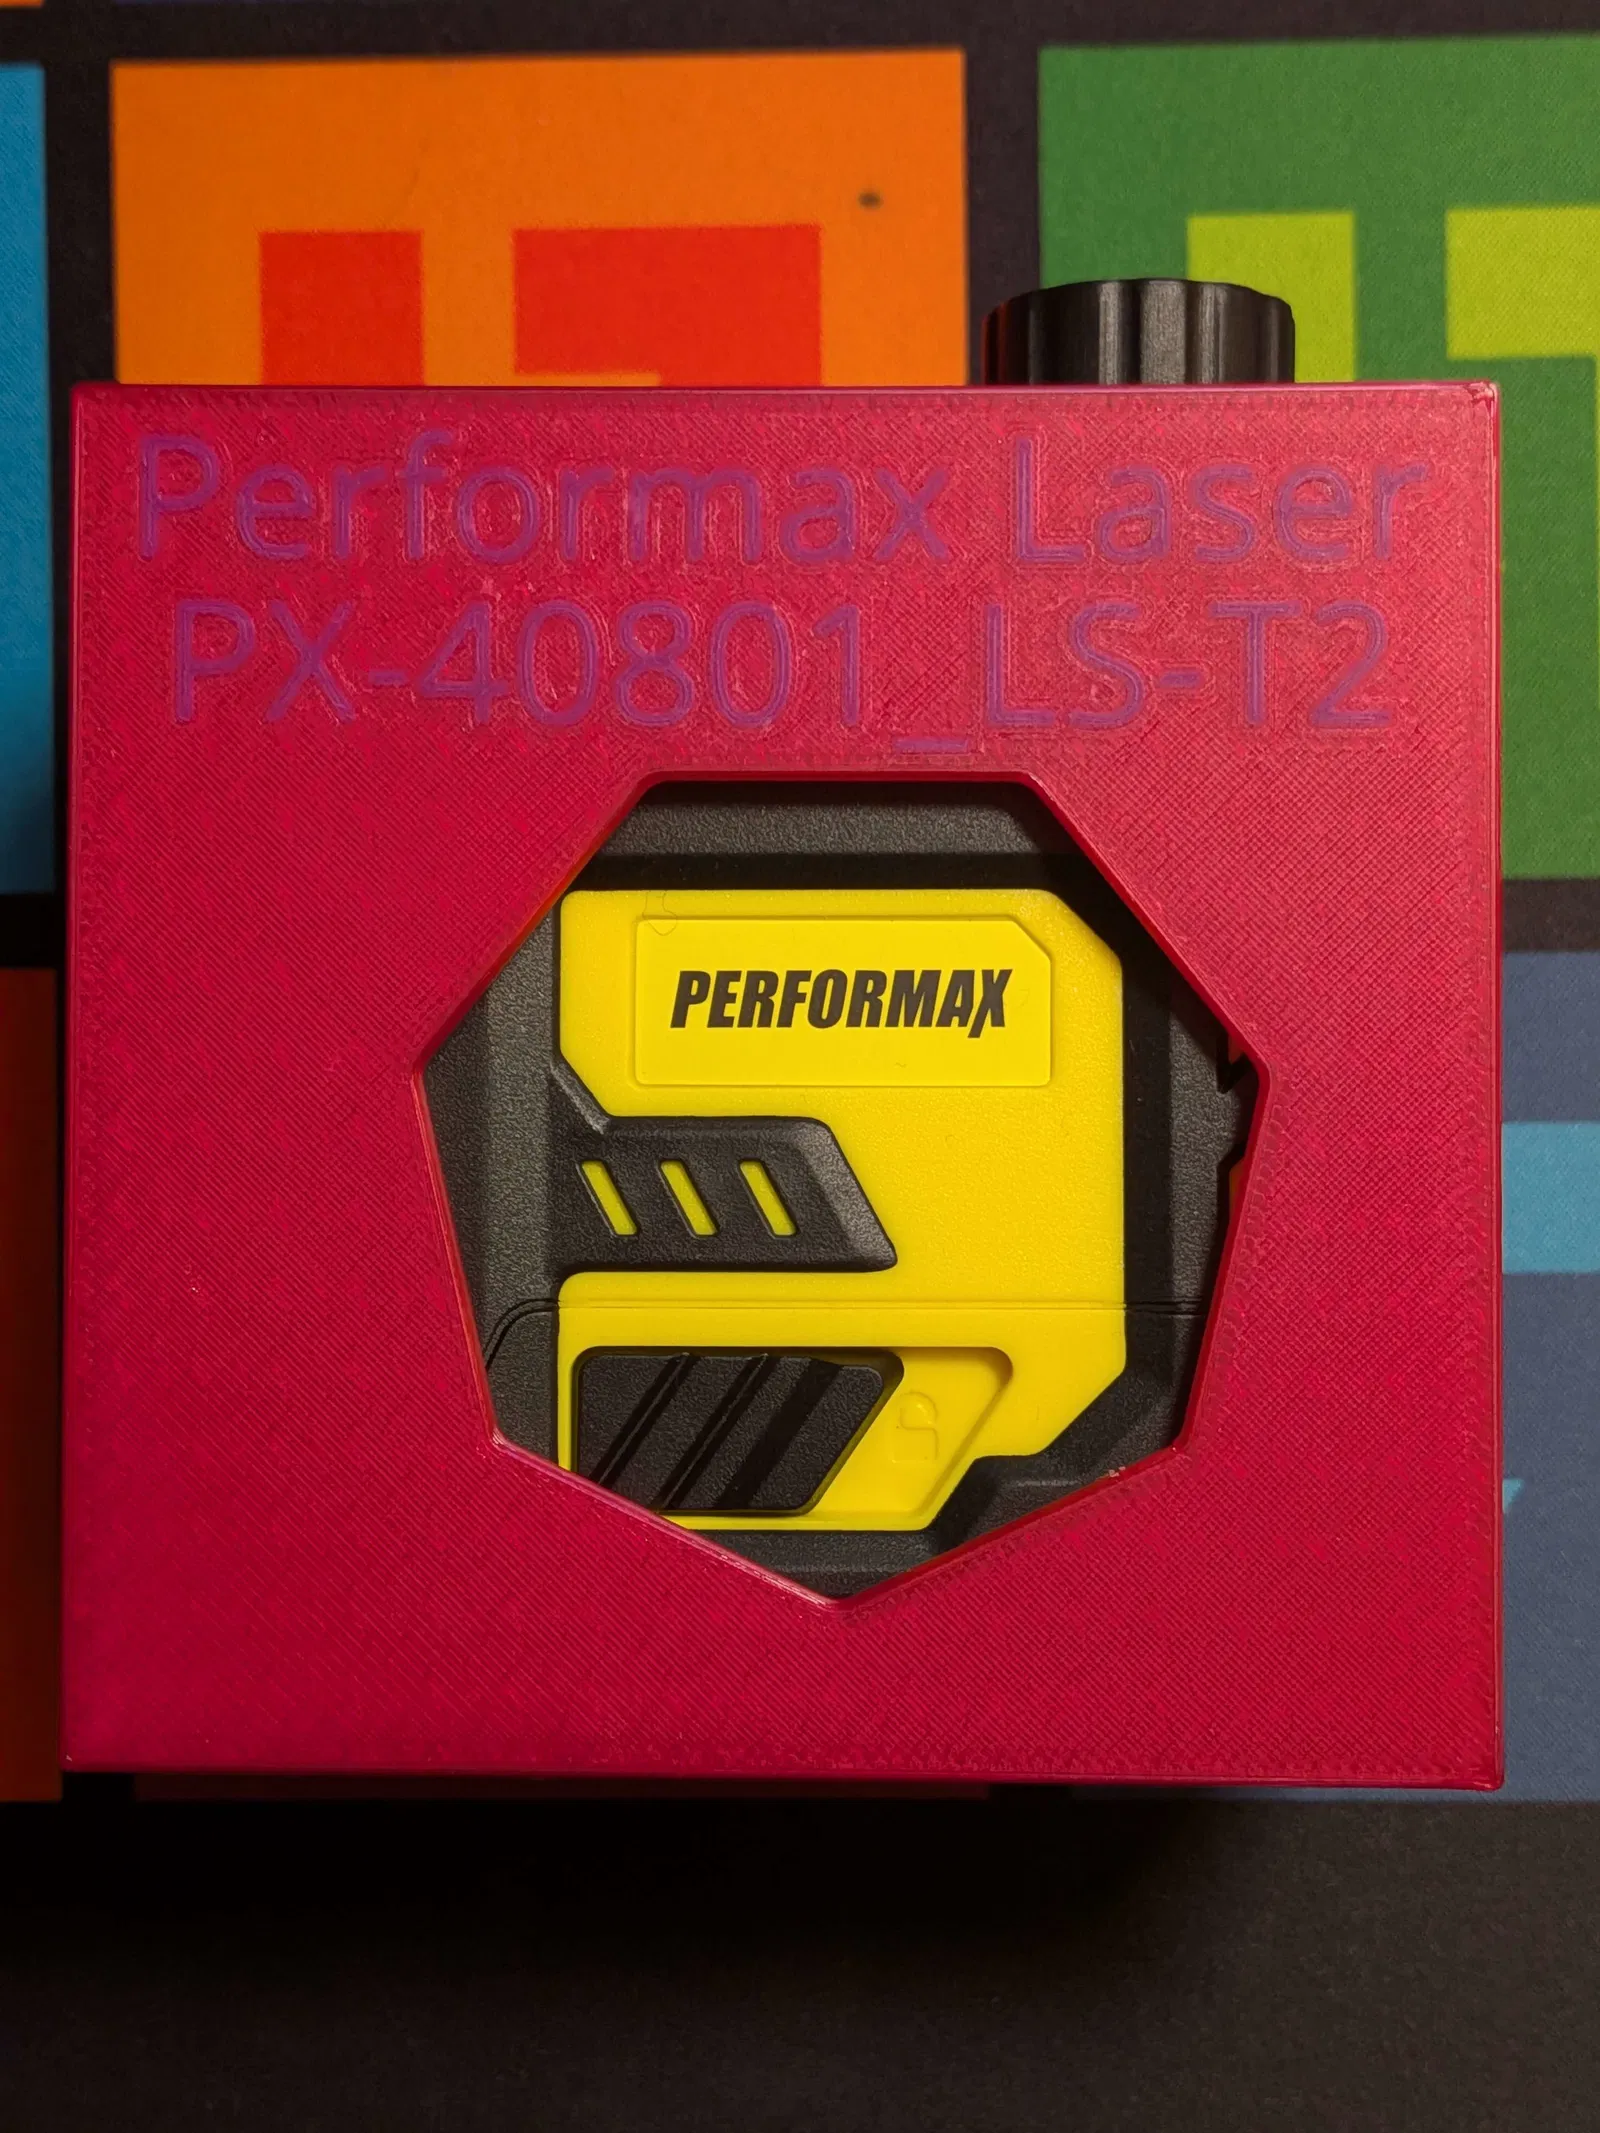 Performax Laser
PX-40801_LS-T2
PERFORMAX